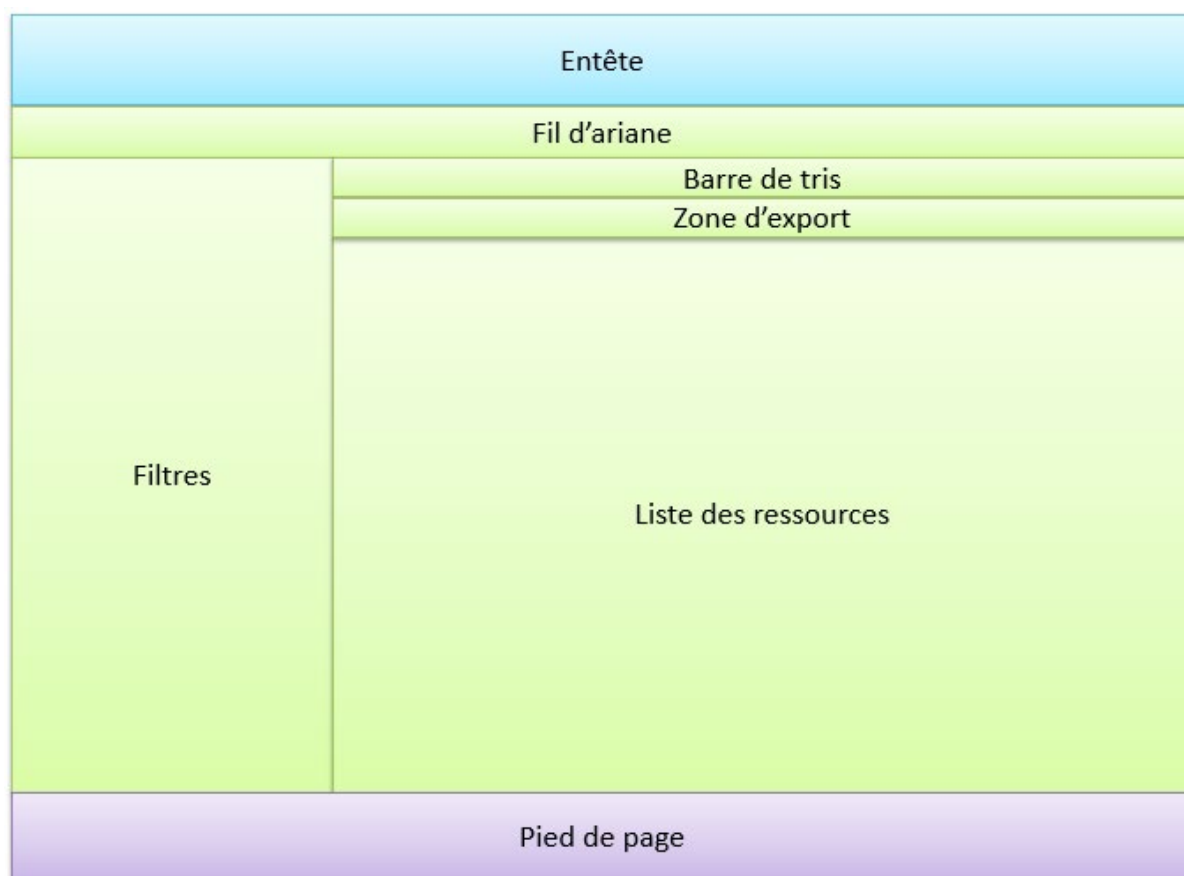 Entête
Fil d’ariane
Barre de tris
Zone d’export
Filtres
Liste des ressources
Pied de page